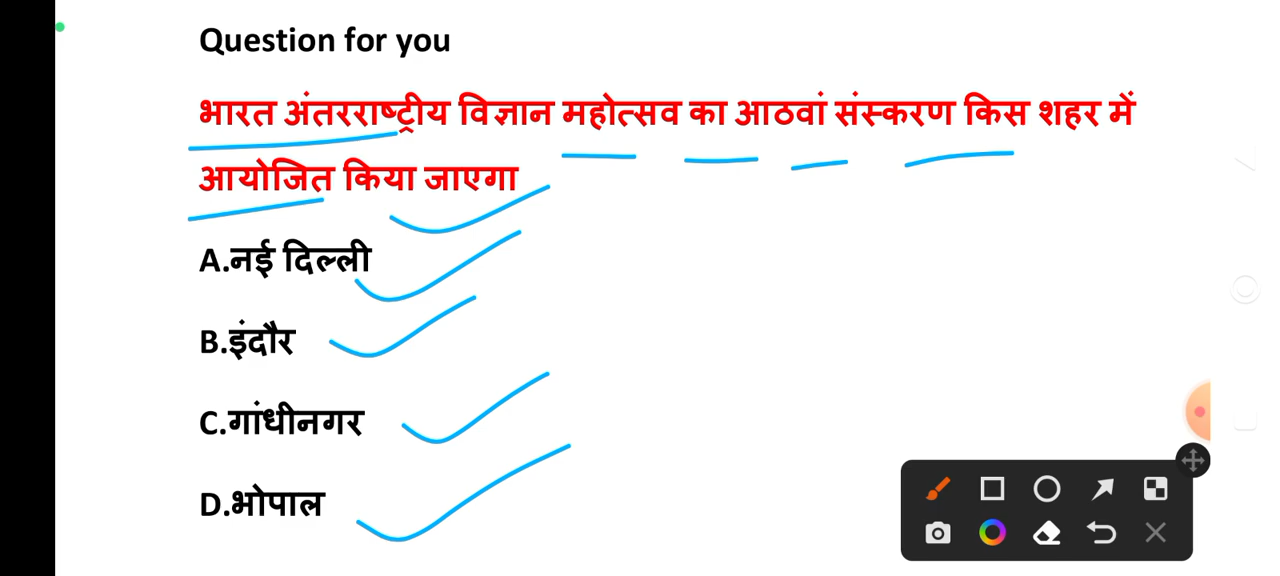 Question for you
भारत अंतरराष्ट्रीय विज्ञान महोत्सव का आठवां संस्करण किस शहर में
आयोजित किया जाएगा
A.नई दिल्ली
B.इंदौर
C.गांधीनगर
D.भोपाल